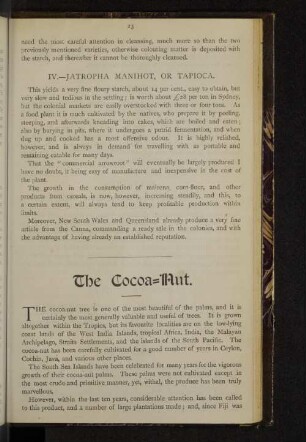 23
need the most careful attention in cleansing, much more so than the two
previously mentioned varieties, otherwise colouring matter is deposited with
the starch, and thereafter it cannot be thoroughly cleansed.
IV.—JATROPHA MANIHOT, OR TAPIOCA.
This yields a very fine floury starch, about 14 per cent., easy to obtain, but
very slow and tedious in the settling; is worth about £28 per ton in Sydney,
but the colonial markets are easily overstocked with three or four tons. As
a food plant it is much cultivated by the natives, who prepare it by peeling,
steeping, and afterwards kneading into cakes, which are boiled and eaten;
also by burying in pits, where it undergoes a partial fermentation, and when
dug up and cooked has a most offensive odour. It is highly relished,
however, and is always in demand for travelling with as portable and
remaining eatable for many days.
That the "commercial arrowroot" will eventually be largely produced I
have no doubt, it being easy of manufacture and inexpensive is the cost of
the plant.
The growth in the consumption of maizena, corn-flour, and other
products from cereals, is now, however, increasing steadily, and this, to
a certain extent, will always tend to keep profitable production within
limits.
Moreover, New South Wales and Queensland already produce a very fine
article from the Canna, commanding a ready sale in the colonies, and with
the advantage of having already an established reputation.
The Cocoa-Nut.
THE cocoa-nut tree is one of the most beautiful of the palms, and it is
certainly the most generally valuable and useful of trees. It is grown
altogether within the Tropics, but its favourite localities are on the low-lying
coast lands of the West India Islands, tropical Africa, India, the Malayan
Archipelago, Straits Settlements, and the islands of the South Pacific. The
cocoa-nut has been carefully cultivated for a good number of years in Ceylon,
Cochin, Java, and various other places.
The South Sea Islands have been celebrated for many years for the vigorous
growth of their cocoa-nut palms. These palms were not cultivated except in
the most crude and primitive manner, yet, withal, the product has been truly
marvellous.
However, within the last ten years, considerable attention has been called
to this product, and a number of large plantations made; and, since Fiji was